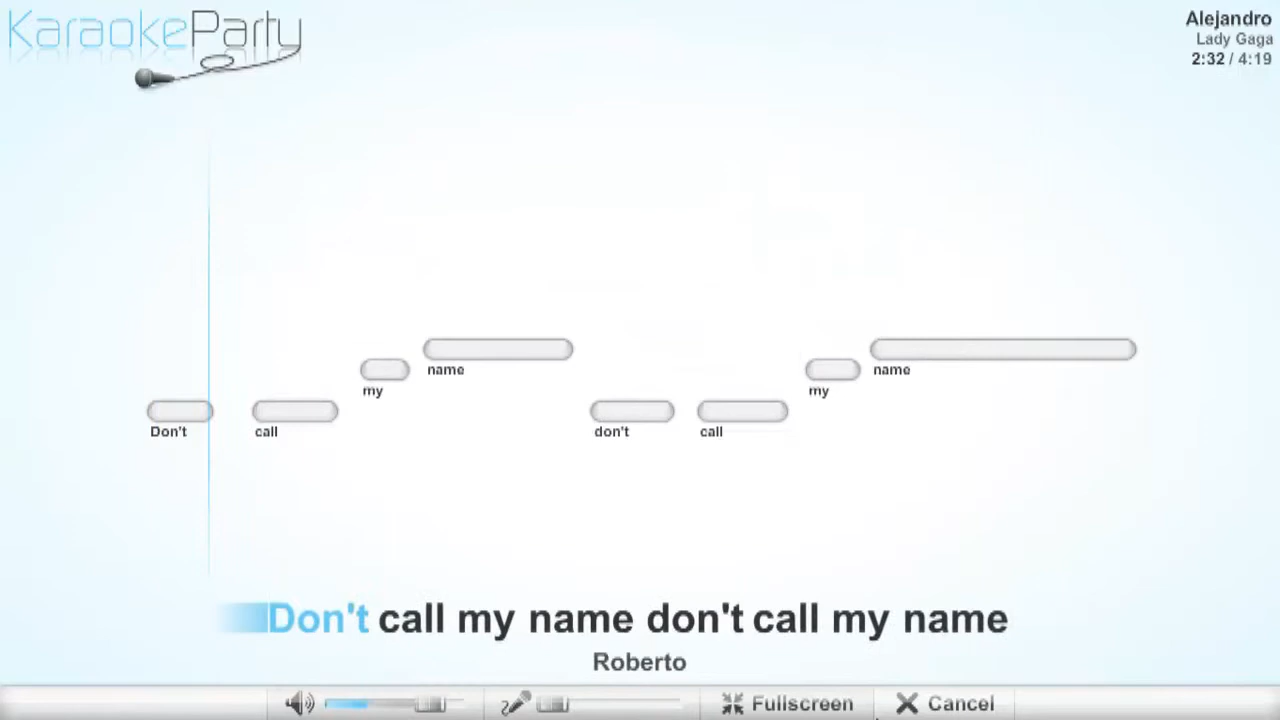 KaraokeParty
Alejandro
Lady Gaga
2:32 / 4:19
name
name
my
my
Don't
call
don't
call
Don't call my name don't call my name
Roberto
Fullscreen
Cancel